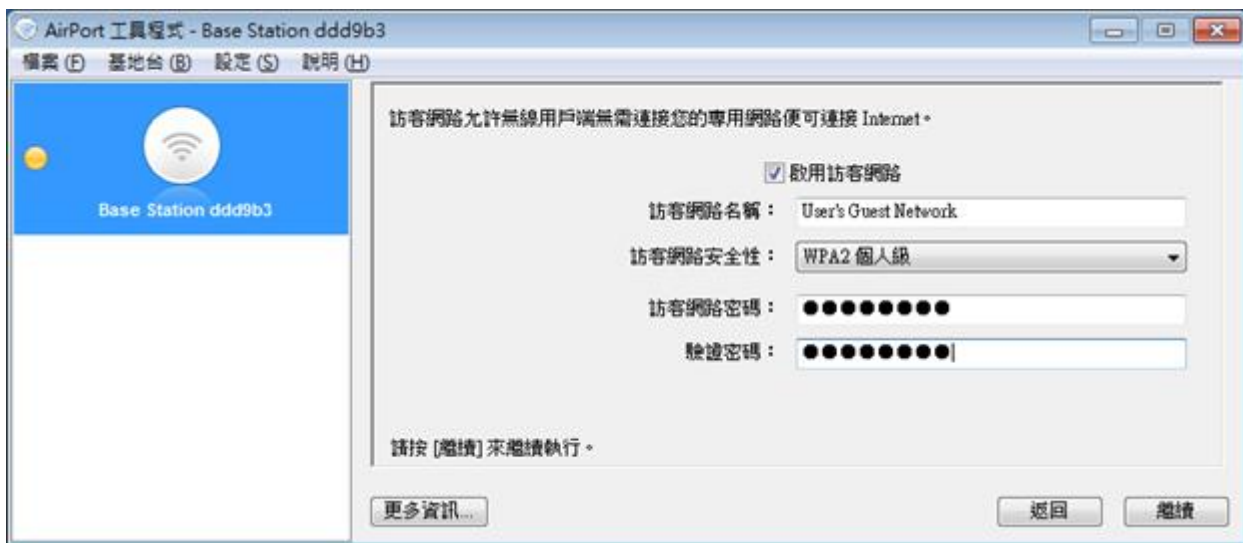 AirPort 工具程式 - Base Station ddd9b3
檔案(F) 基地台(B) 設定(S) 說明(H)
Base Station ddd9b3
訪客網路允許無線用戶端無需連接您的專用網路便可連接 Internet。
啟用訪客網路
訪客網路名稱： User's Guest Network
訪客網路安全性： WPA2 個人級
訪客網路密碼： ●●●●●●●●
驗證密碼： ●●●●●●●●
請按 [繼續] 來繼續執行。
更多資訊... 返回 繼續